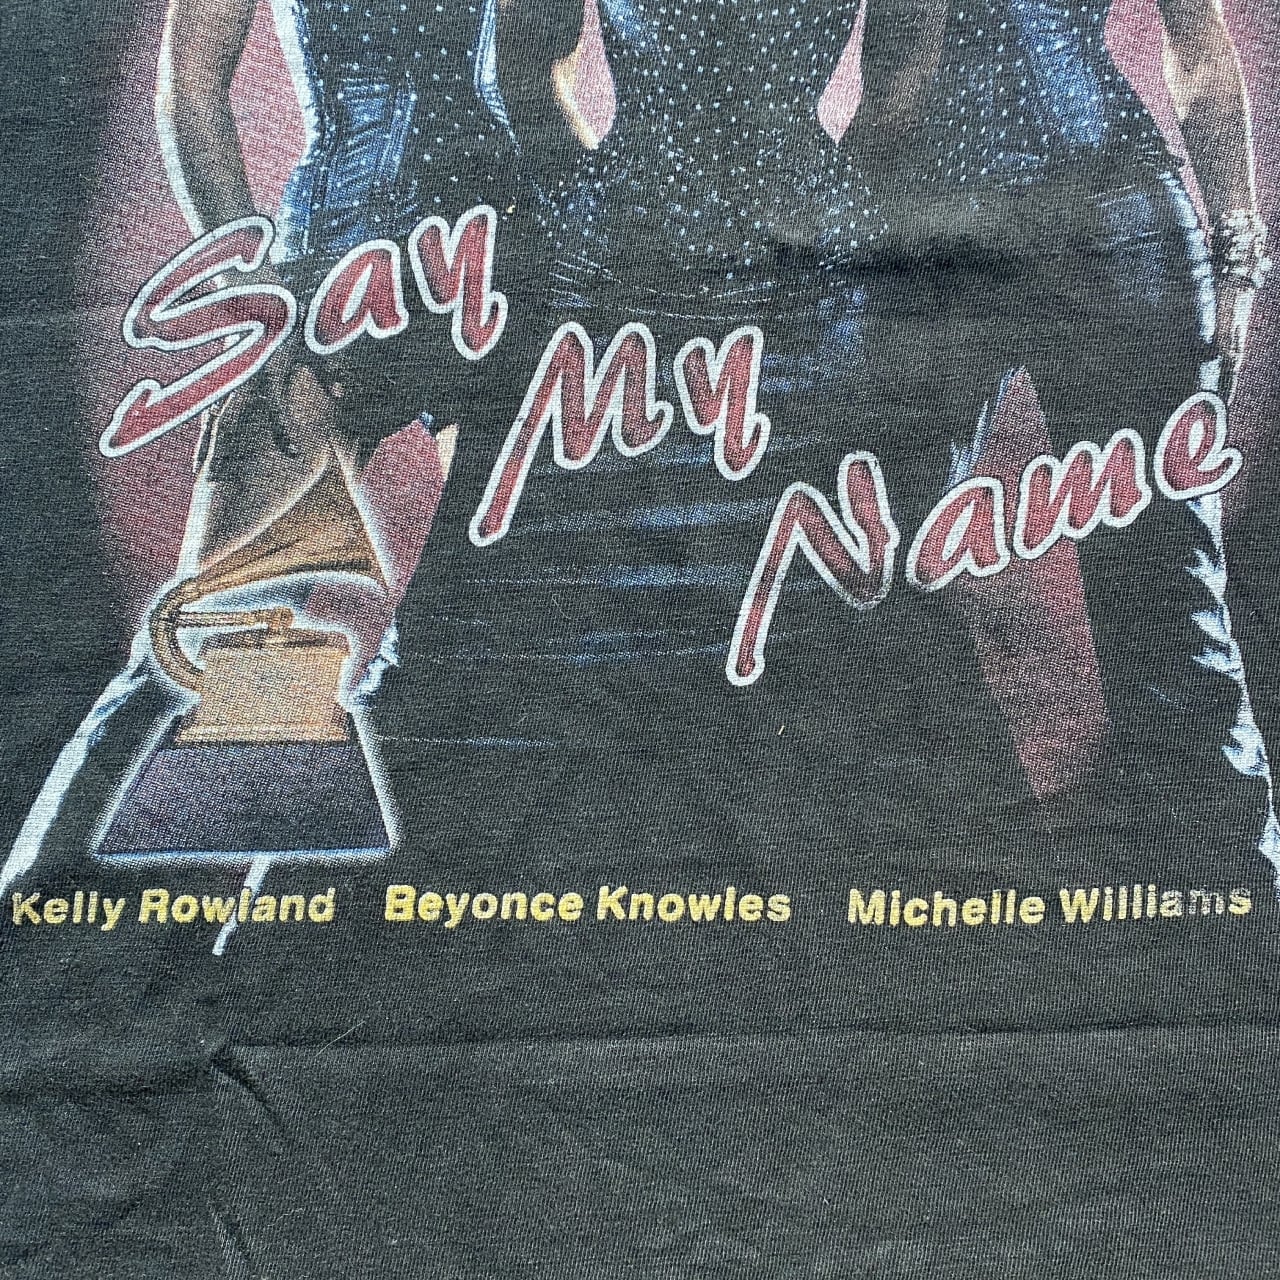 Say
My
Name
Kelly Rowland Beyonce Knowles Michelle Williams